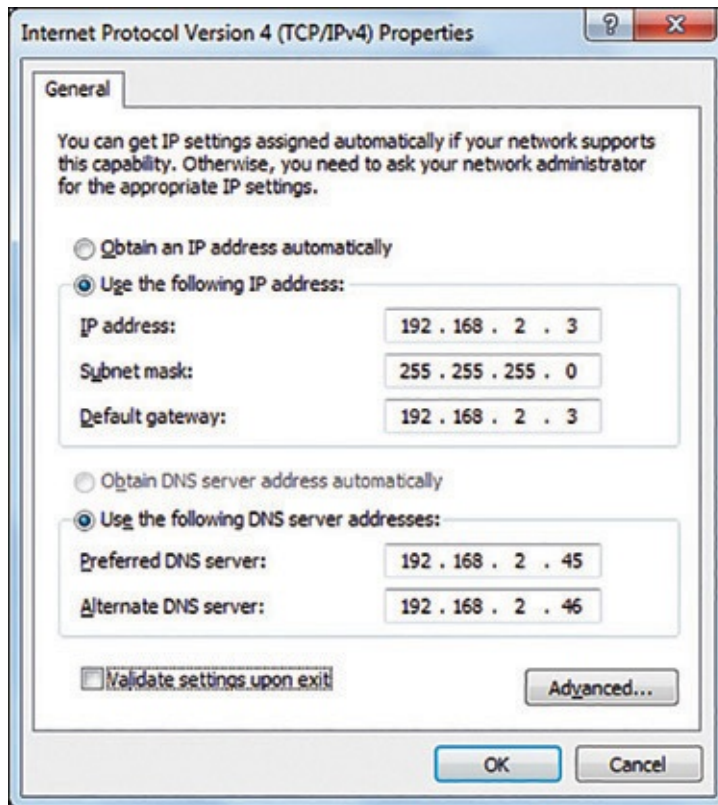 Internet Protocol Version 4 (TCP/IPv4) Properties
?
X
General
You can get IP settings assigned automatically if your network supports
this capability. Otherwise, you need to ask your network administrator
for the appropriate IP settings.
Obtain an IP address automatically
Use the following IP address:
IP address: 192 . 168 . 2 . 3
Subnet mask: 255 . 255 . 255 . 0
Default gateway: 192 . 168 . 2 . 3
Obtain DNS server address automatically
Use the following DNS server addresses:
Preferred DNS server: 192 . 168 . 2 . 45
Alternate DNS server: 192 . 168 . 2 . 46
Validate settings upon exit
Advanced...
OK Cancel